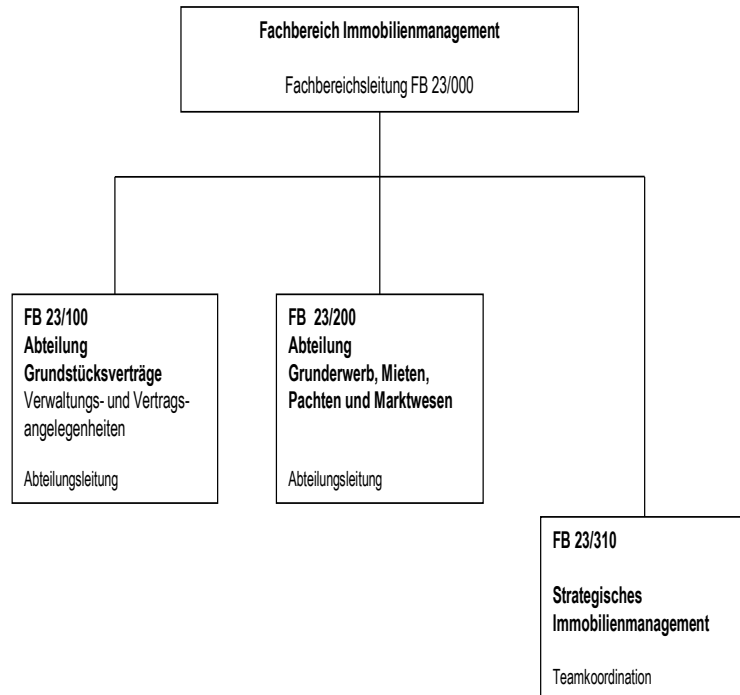 Fachbereich Immobilienmanagement
Fachbereichsleitung FB 23/000
FB 23/100
Abteilung
Grundstücksverträge
Verwaltungs- und Vertrags-
angelegenheiten
Abteilungsleitung
FB 23/200
Abteilung
Grunderwerb, Mieten,
Pachten und Marktwesen
Abteilungsleitung
FB 23/310
Strategisches
Immobilienmanagement
Teamkoordination